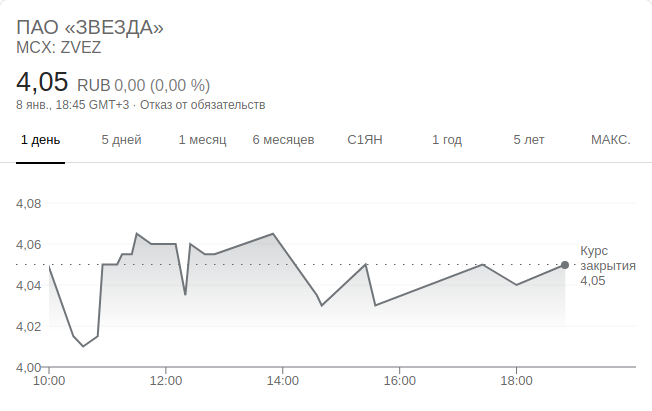 ПАО «ЗВЕЗДА»
MCX: ZVEZ
4,05 RUB 0,00 (0,00 %)
8 янв., 18:45 GMT+3 · Отказ от обязательств
1 день 5 дней 1 месяц 6 месяцев С1ЯН 1 год 5 лет МАКС.
4,08
4,06
Курс
закрытия
4,05
4,04
4,02
4,00
10:00 12:00 14:00 16:00 18:00